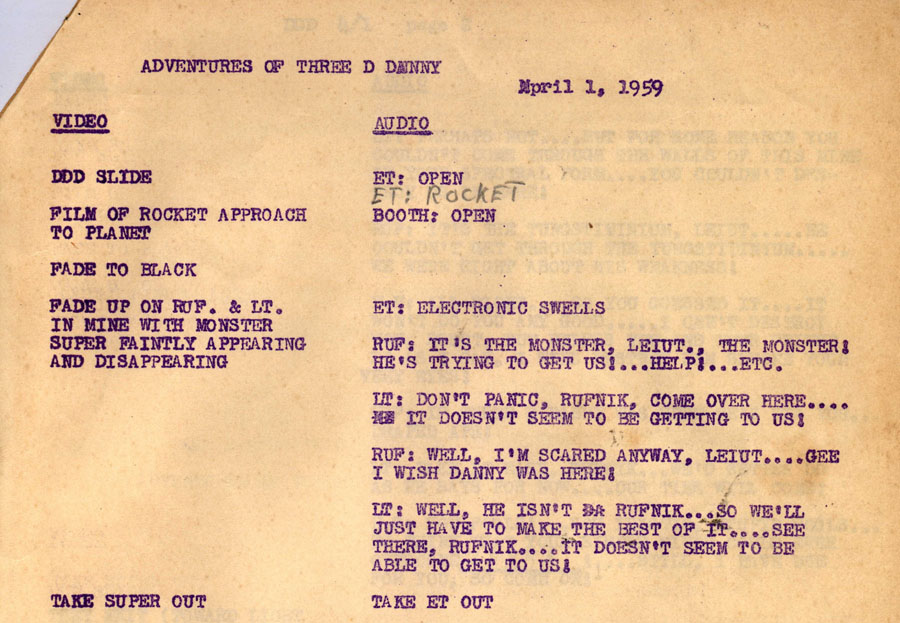 ADVENTURES OF THREE D DANNY
April 1, 1959
VIDEO
AUDIO
DDD SLIDE
ET: OPEN
ET: ROCKET
FILM OF ROCKET APPROACH
TO PLANET
BOOTH: OPEN
FADE TO BLACK
FADE UP ON RUF. & LT.
IN MINE WITH MONSTER
SUPER FAINTLY APPEARING
AND DISAPPEARING
ET: ELECTRONIC SWELLS
RUF: IT'S THE MONSTER, LEIUT., THE MONSTER!
HE'S TRYING TO GET US!...HELP!...ETC.
LT: DON'T PANIC, RUFNIK, COME OVER HERE....
IT DOESN'T SEEM TO BE GETTING TO US!
RUF: WELL, I'M SCARED ANYWAY, LEIUT....GEE
I WISH DANNY WAS HERE!
LT: WELL, HE ISN'T RUFNIK...SO WE'LL
JUST HAVE TO MAKE THE BEST OF IT....SEE
THERE, RUFNIK....IT DOESN'T SEEM TO BE
ABLE TO GET TO US!
TAKE SUPER OUT
TAKE ET OUT